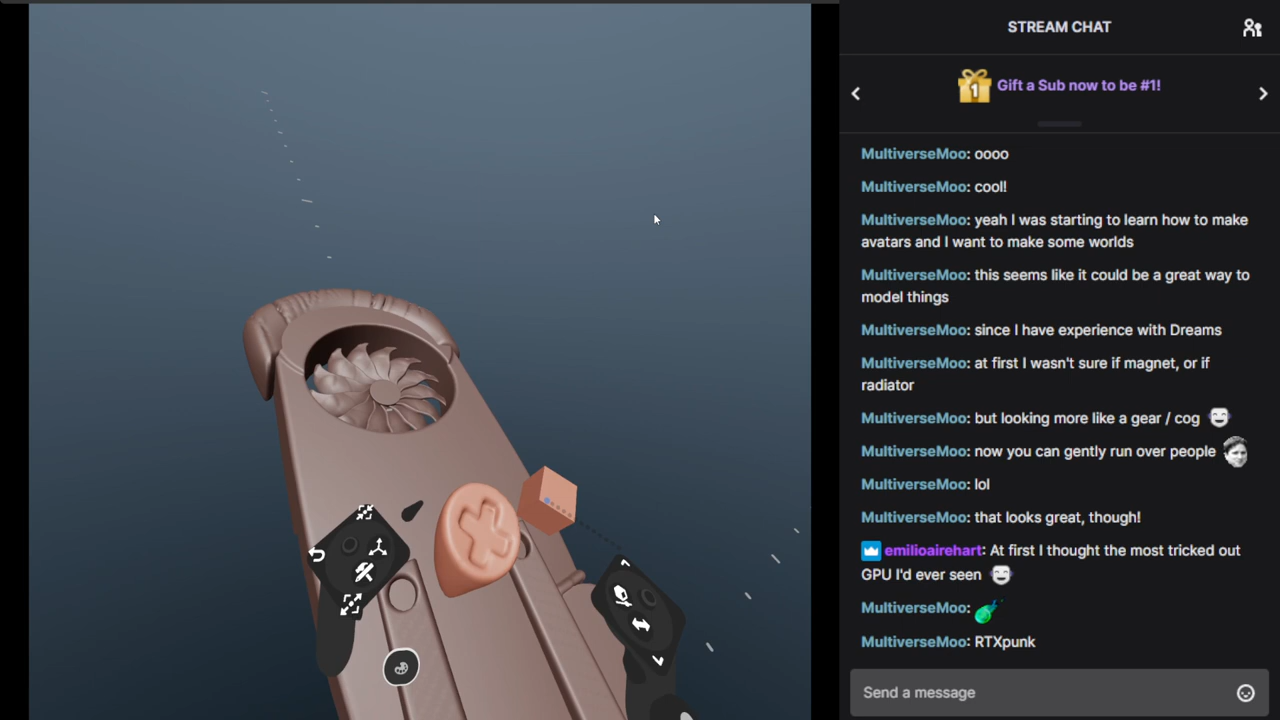 STREAM CHAT
1
Gift a Sub now to be #1!
MultiverseMoo: oooo
MultiverseMoo: cool!
MultiverseMoo: yeah I was starting to learn how to make
avatars and I want to make some worlds
MultiverseMoo: this seems like it could be a great way to
model things
MultiverseMoo: since I have experience with Dreams
MultiverseMoo: at first I wasn't sure if magnet, or if
radiator
MultiverseMoo: but looking more like a gear / cog
MultiverseMoo: now you can gently run over people
MultiverseMoo: lol
MultiverseMoo: that looks great, though!
emilioairehart: At first I thought the most tricked out
GPU I'd ever seen
MultiverseMoo:
MultiverseMoo: RTXpunk
Send a message